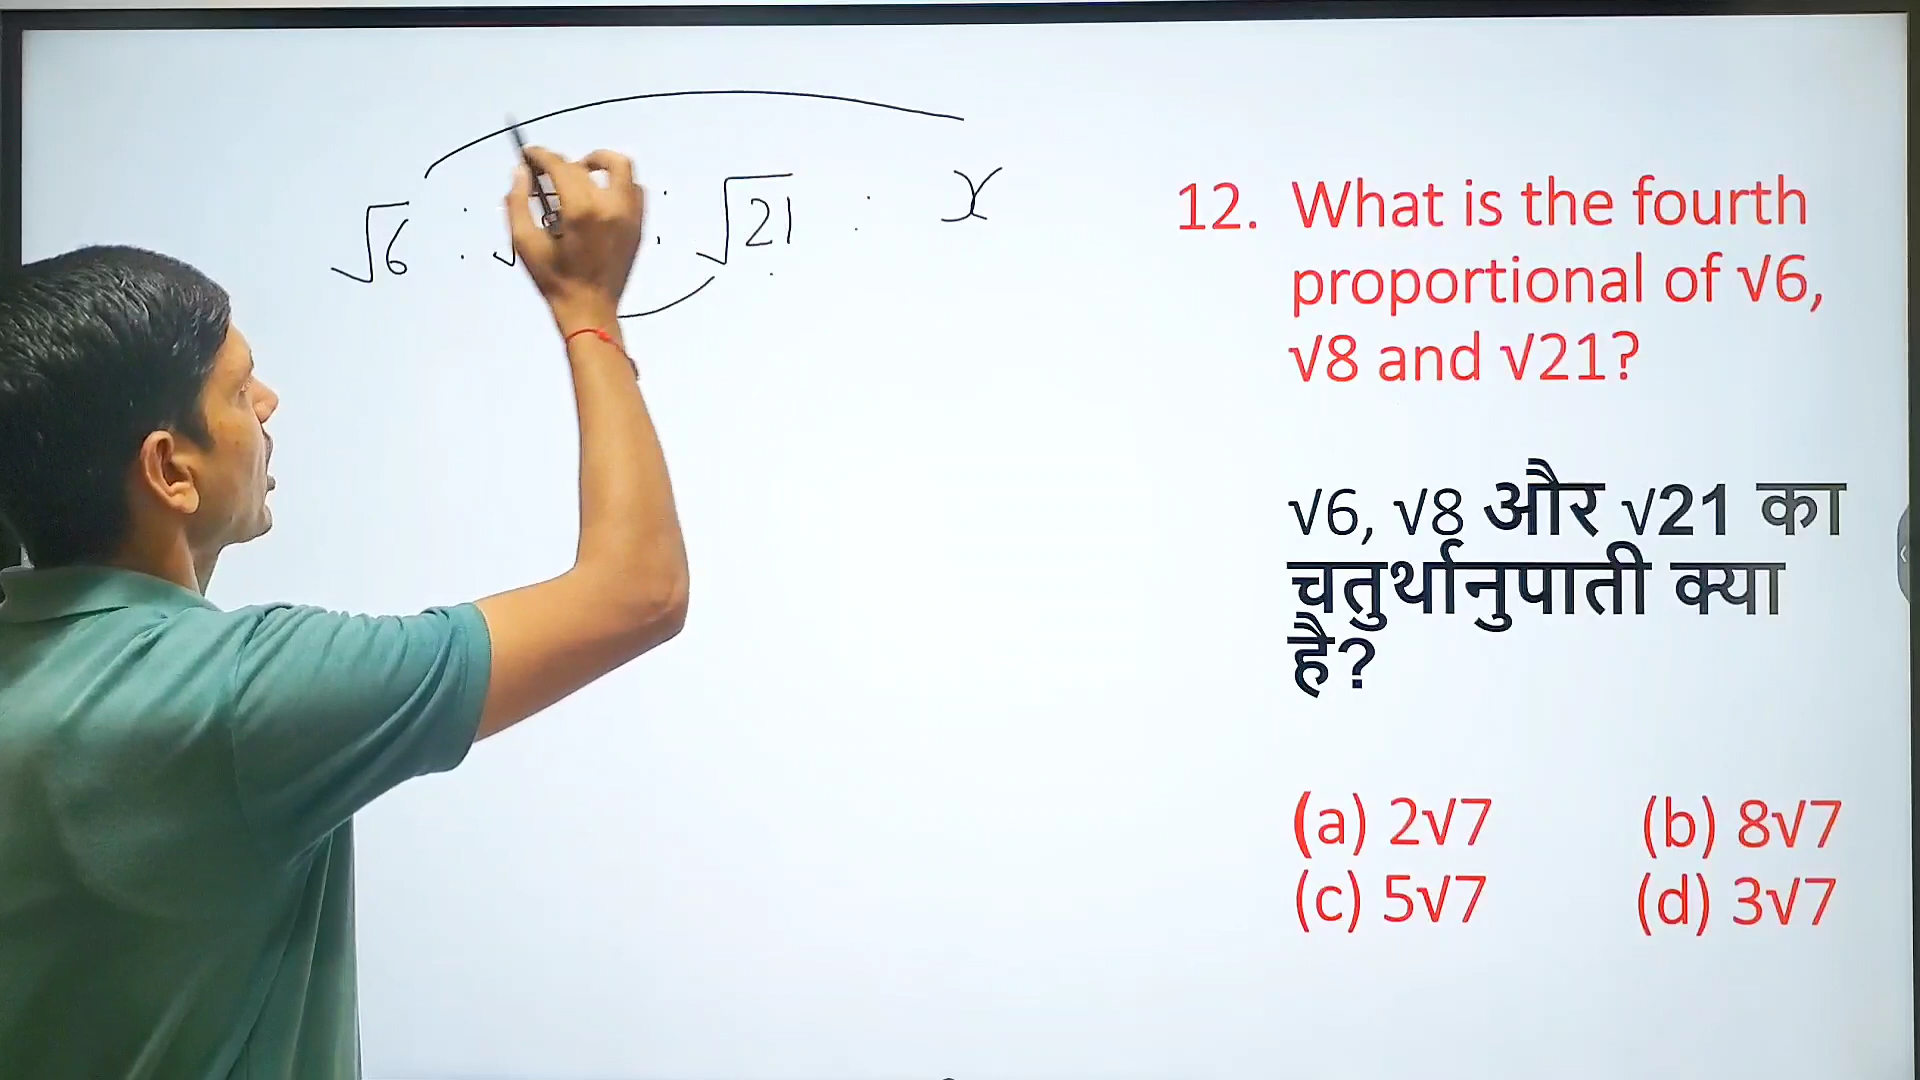 √6 : √ : √21 : x
12. What is the fourth
proportional of √6,
√8 and √21?
√6, √8 और √21 का
चतुर्थानुपाती क्या
है?
(a) 2√7 (b) 8√7
(c) 5√7 (d) 3√7